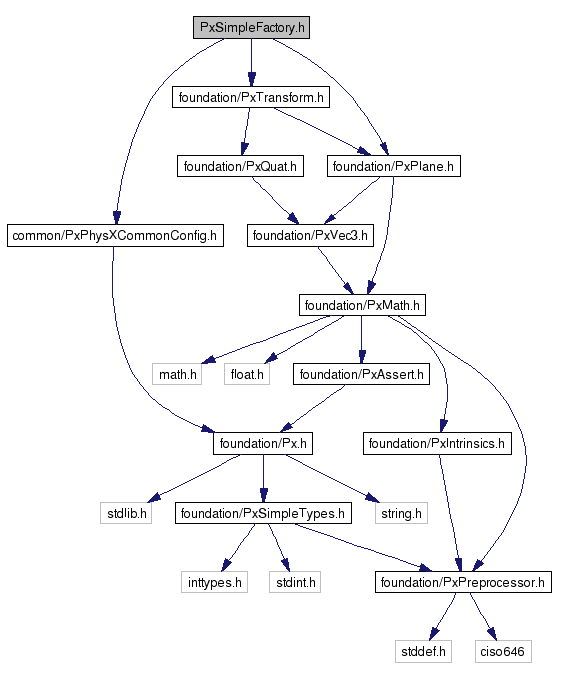 PxSimpleFactory.h
foundation/PxTransform.h
foundation/PxQuat.h
foundation/PxPlane.h
common/PxPhysXCommonConfig.h
foundation/PxVec3.h
foundation/PxMath.h
math.h
float.h
foundation/PxAssert.h
foundation/Px.h
foundation/PxIntrinsics.h
stdlib.h
foundation/PxSimpleTypes.h
string.h
inttypes.h
stdint.h
foundation/PxPreprocessor.h
stddef.h
ciso646